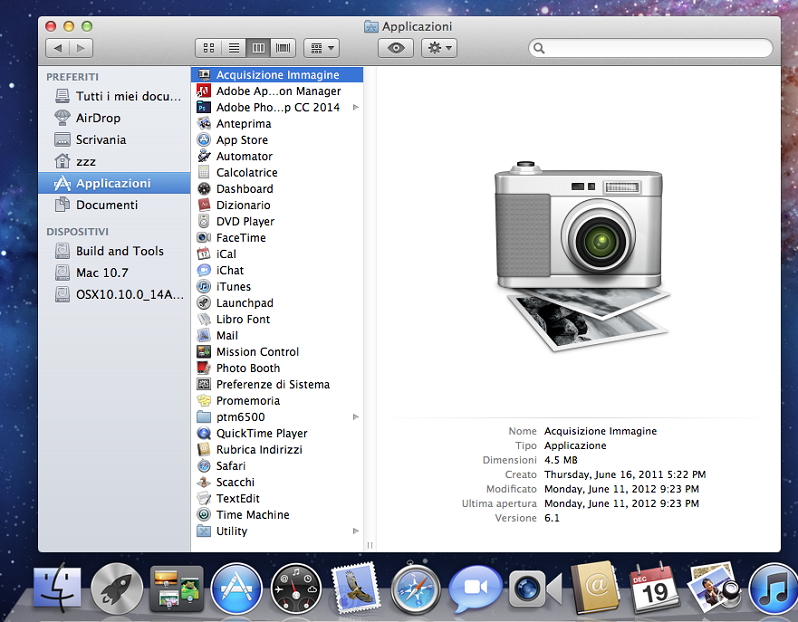 Applicazioni
PREFERITI
Tutti i miei docu...
AirDrop
Scrivania
zzz
Applicazioni
Documenti
DISPOSITIVI
Build and Tools
Mac 10.7
OSX10.10.0_14A...
Acquisizione Immagine
Adobe Ap...on Manager
Adobe Pho...p CC 2014
Anteprima
App Store
Automator
Calcolatrice
Dashboard
Dizionario
DVD Player
FaceTime
iCal
iChat
iTunes
Launchpad
Libro Font
Mail
Mission Control
Photo Booth
Preferenze di Sistema
Promemoria
ptm6500
QuickTime Player
Rubrica Indirizzi
Safari
Scacchi
TextEdit
Time Machine
Utility
Nome Acquisizione Immagine
Tipo Applicazione
Dimensioni 4.5 MB
Creato Thursday, June 16, 2011 5:22 PM
Modificato Monday, June 11, 2012 9:23 PM
Ultima apertura Monday, June 11, 2012 9:23 PM
Versione 6.1
@
DEC
19